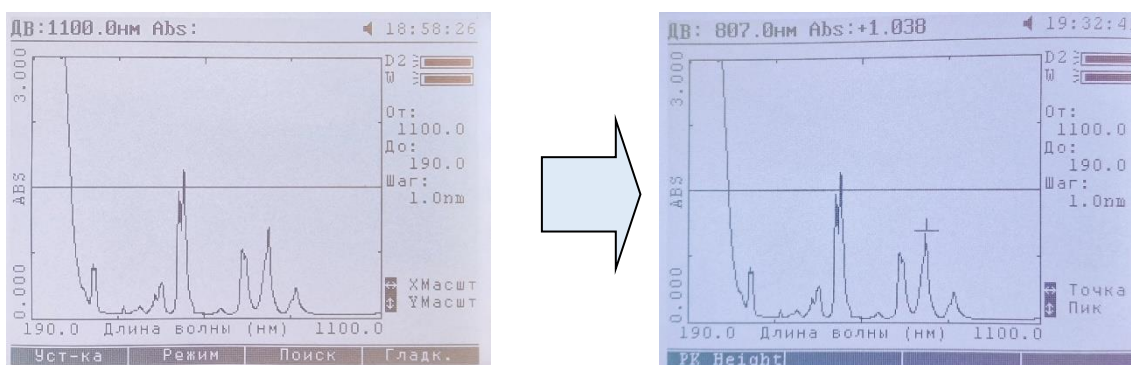 ДВ:1100.0нм Abs:
18:58:26
3.000
ABS
0.000
D2
W
От:
1100.0
До:
190.0
Шаг:
1.0nm
XМасшт
YМасшт
190.0 Длина волны (нм) 1100.0
Уст-ка Режим Поиск Гладк.
ДВ: 807.0нм Abs:+1.038
19:32:4
3.000
ABS
0.000
D2
W
От:
1100.0
До:
190.0
Шаг:
1.0nm
Точка
Пик
190.0 Длина волны (нм) 1100.0
PK Height